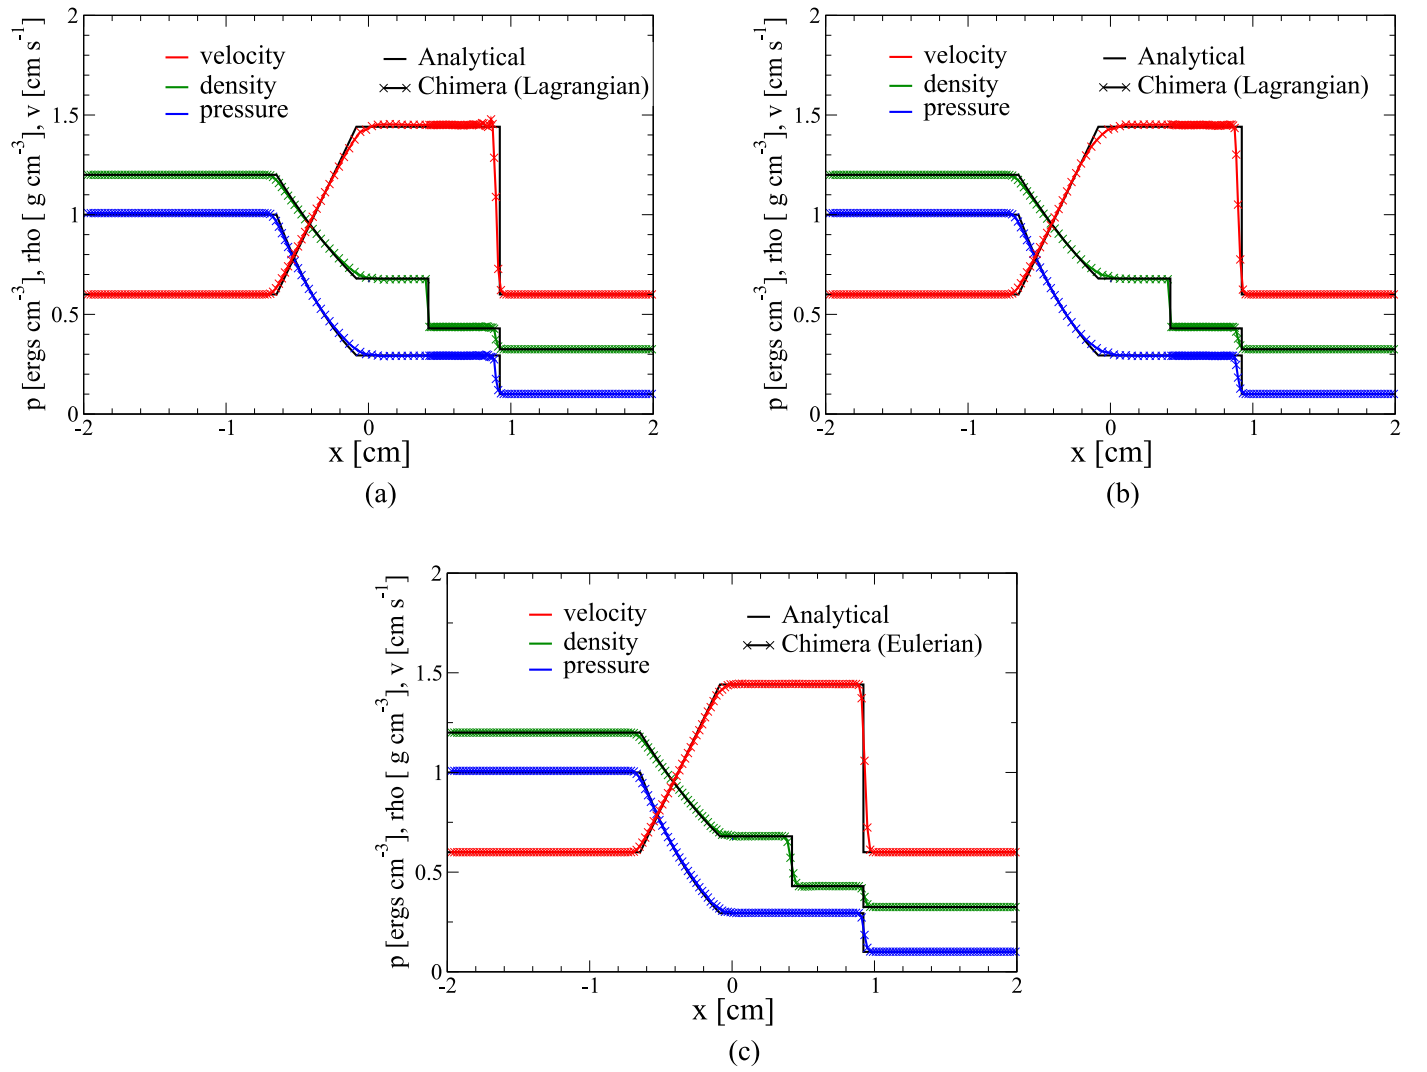 2
1.5
1
0.5
0
p [ergs cm-3], rho [ g cm-3], v [cm s-1]
velocity
density
pressure
Analytical
Chimera (Lagrangian)
-2 -1 0 1 2
x [cm]
(a)
2
1.5
1
0.5
0
p [ergs cm-3], rho [ g cm-3], v [cm s-1]
velocity
density
pressure
Analytical
Chimera (Lagrangian)
-2 -1 0 1 2
x [cm]
(b)
2
1.5
1
0.5
0
p [ergs cm-3], rho [ g cm-3], v [cm s-1]
velocity
density
pressure
Analytical
Chimera (Eulerian)
-2 -1 0 1 2
x [cm]
(c)